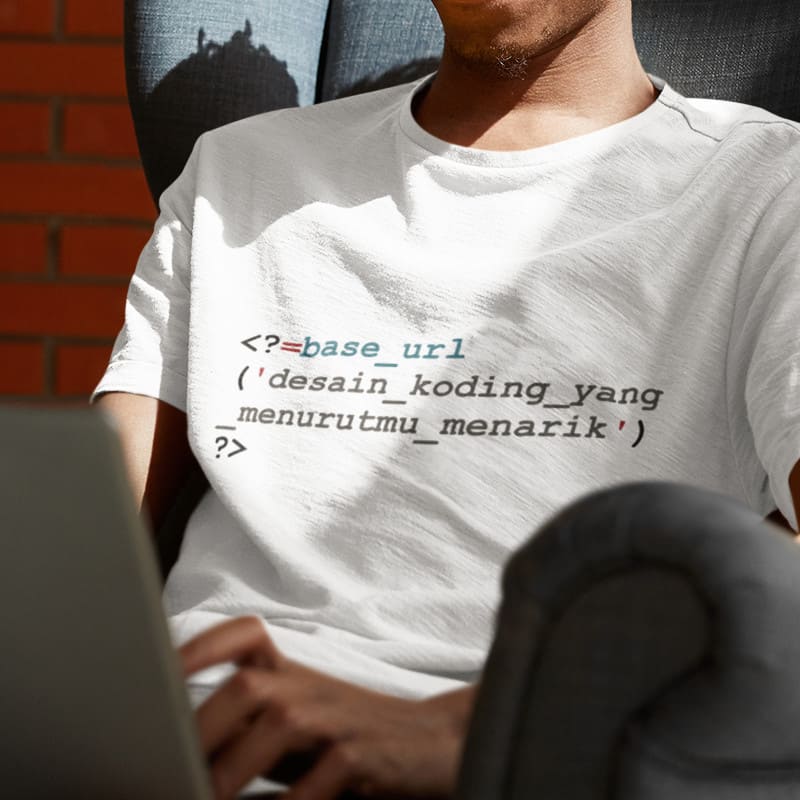 <?=base_url
('desain_koding_yang
_menurutmu_menarik')
?>